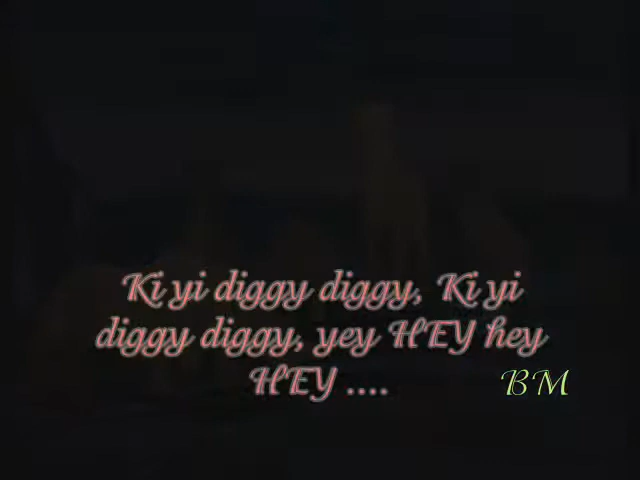 Ki yi diggy diggy, Ki yi
diggy diggy, yey HEY hey
HEY ....
BM